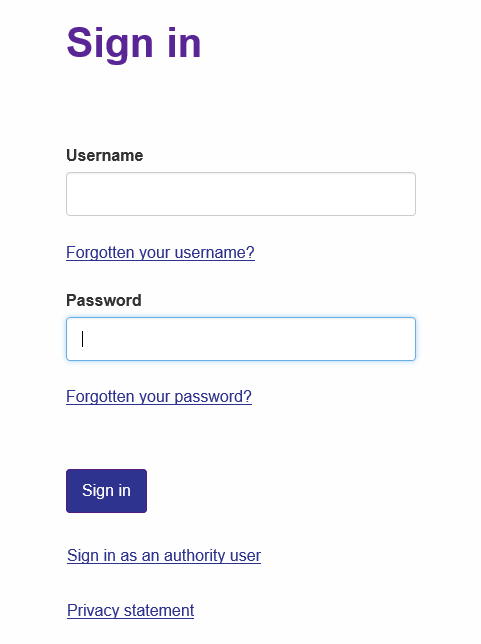 Sign in
Username
Forgotten your username?
Password
Forgotten your password?
Sign in
Sign in as an authority user
Privacy statement